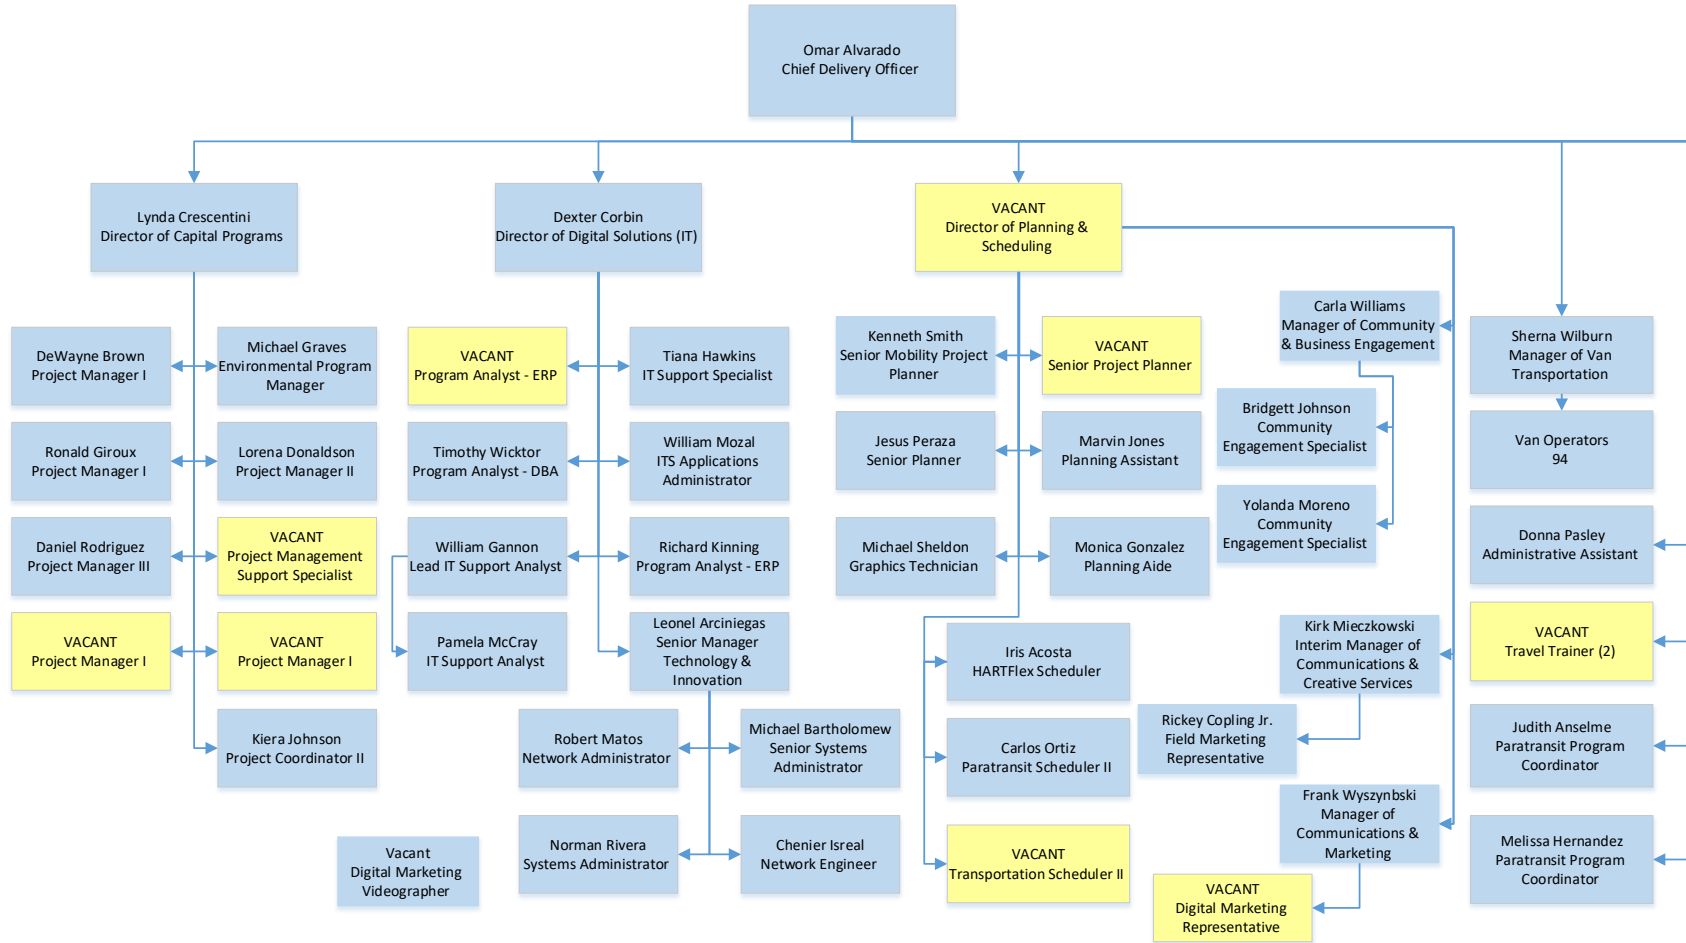 Omar Alvarado
Chief Delivery Officer
Lynda Crescentini
Director of Capital Programs
Dexter Corbin
Director of Digital Solutions (IT)
VACANT
Director of Planning &
Scheduling
DeWayne Brown
Project Manager I
Michael Graves
Environmental Program
Manager
Ronald Giroux
Project Manager I
Lorena Donaldson
Project Manager II
Daniel Rodriguez
Project Manager III
VACANT
Project Management
Support Specialist
VACANT
Project Manager I
VACANT
Project Manager I
Kiera Johnson
Project Coordinator II
VACANT
Program Analyst - ERP
Tiana Hawkins
IT Support Specialist
Timothy Wicktor
Program Analyst - DBA
William Mozal
ITS Applications
Administrator
William Gannon
Lead IT Support Analyst
Richard Kinning
Program Analyst - ERP
Pamela McCray
IT Support Analyst
Leonel Arciniegas
Senior Manager
Technology &
Innovation
Robert Matos
Network Administrator
Michael Bartholomew
Senior Systems
Administrator
Norman Rivera
Systems Administrator
Chenier Isreal
Network Engineer
Vacant
Digital Marketing
Videographer
Kenneth Smith
Senior Mobility Project
Planner
VACANT
Senior Project Planner
Jesus Peraza
Senior Planner
Marvin Jones
Planning Assistant
Michael Sheldon
Graphics Technician
Monica Gonzalez
Planning Aide
Iris Acosta
HARTFlex Scheduler
Carlos Ortiz
Paratransit Scheduler II
VACANT
Transportation Scheduler II
Carla Williams
Manager of Community
& Business Engagement
Bridgett Johnson
Community
Engagement Specialist
Yolanda Moreno
Community
Engagement Specialist
Kirk Mieczkowski
Interim Manager of
Communications &
Creative Services
Rickey Copling Jr.
Field Marketing
Representative
Frank Wyszynbski
Manager of
Communications &
Marketing
VACANT
Digital Marketing
Representative
Sherna Wilburn
Manager of Van
Transportation
Van Operators
94
Donna Pasley
Administrative Assistant
VACANT
Travel Trainer (2)
Judith Anselme
Paratransit Program
Coordinator
Melissa Hernandez
Paratransit Program
Coordinator